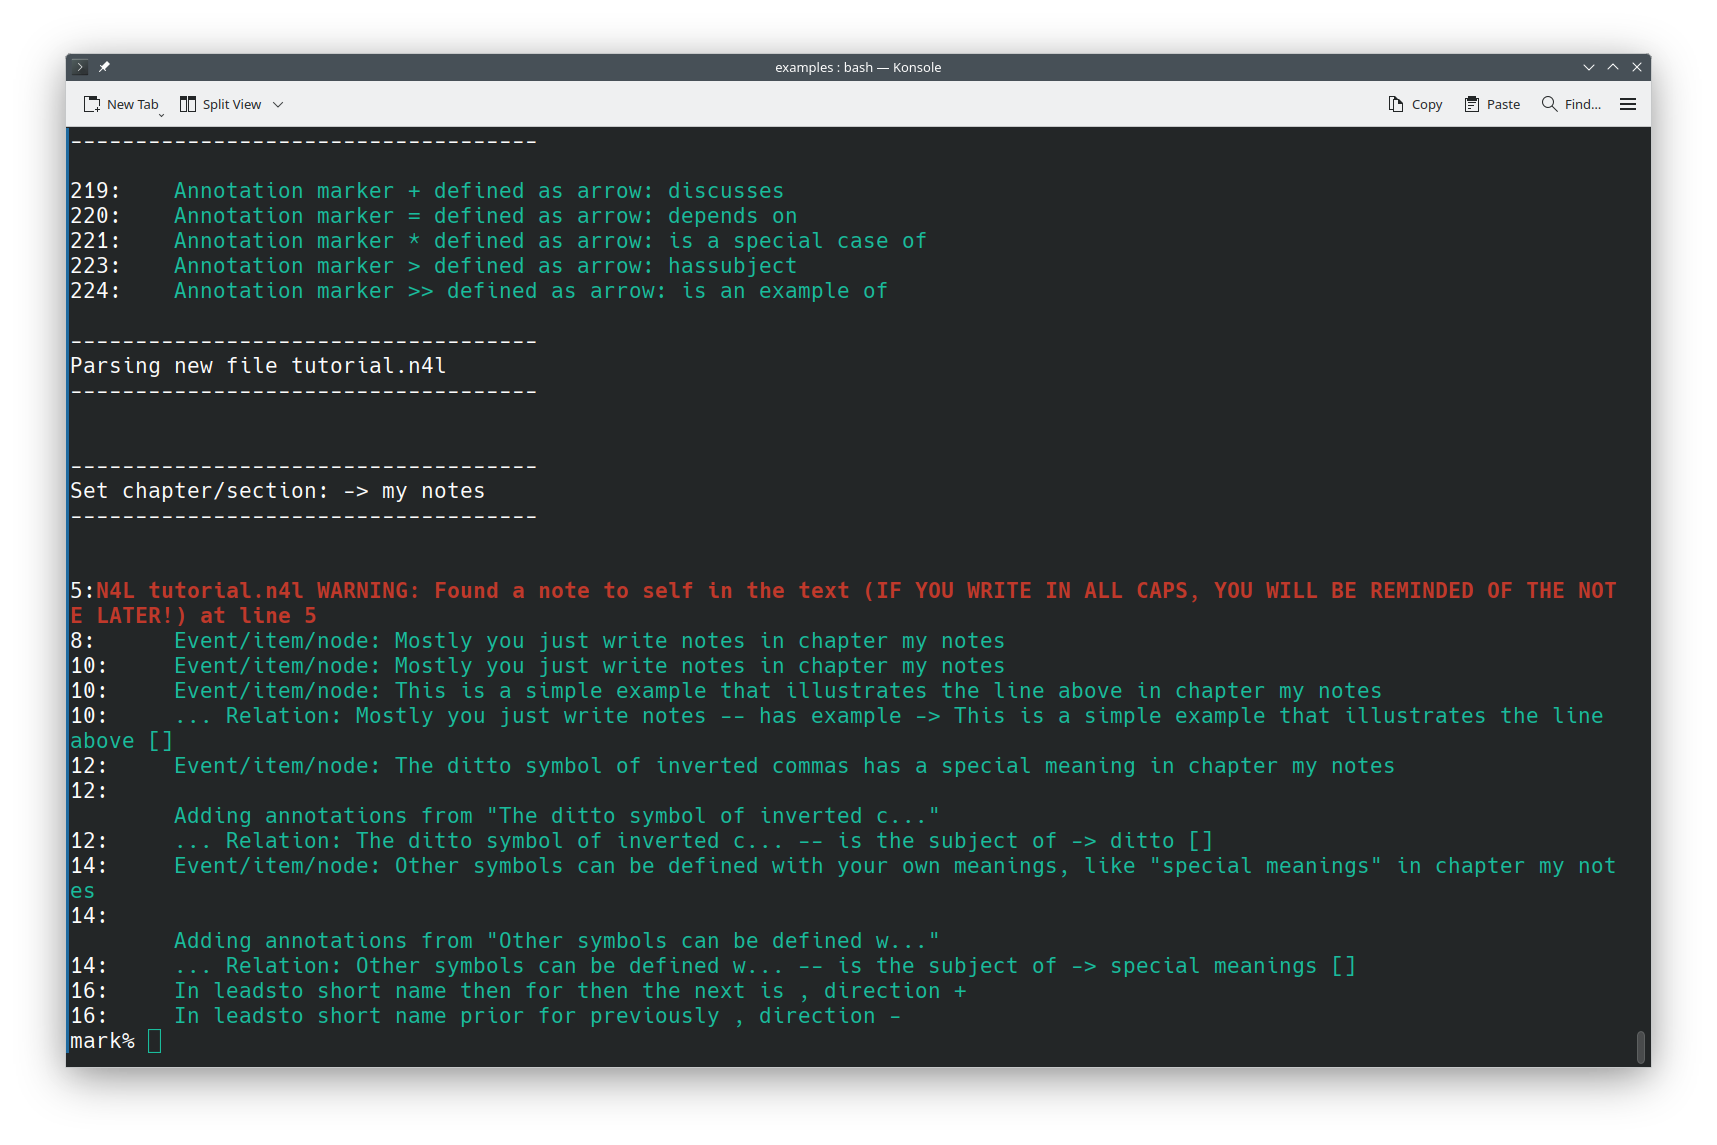 examples : bash — Konsole
New Tab
Split View
Copy
Paste
Find...
------------------------------------
219:    Annotation marker + defined as arrow: discusses
220:    Annotation marker = defined as arrow: depends on
221:    Annotation marker * defined as arrow: is a special case of
223:    Annotation marker > defined as arrow: hassubject
224:    Annotation marker >> defined as arrow: is an example of
------------------------------------
Parsing new file tutorial.n4l
------------------------------------
------------------------------------
Set chapter/section: -> my notes
------------------------------------
5:N4L tutorial.n4l WARNING: Found a note to self in the text (IF YOU WRITE IN ALL CAPS, YOU WILL BE REMINDED OF THE NOT
E LATER!) at line 5
8:      Event/item/node: Mostly you just write notes in chapter my notes
10:     Event/item/node: Mostly you just write notes in chapter my notes
10:     Event/item/node: This is a simple example that illustrates the line above in chapter my notes
10:     ... Relation: Mostly you just write notes -- has example -> This is a simple example that illustrates the line
above []
12:     Event/item/node: The ditto symbol of inverted commas has a special meaning in chapter my notes
12:
        Adding annotations from "The ditto symbol of inverted c..."
12:     ... Relation: The ditto symbol of inverted c... -- is the subject of -> ditto []
14:     Event/item/node: Other symbols can be defined with your own meanings, like "special meanings" in chapter my not
es
14:
        Adding annotations from "Other symbols can be defined w..."
14:     ... Relation: Other symbols can be defined w... -- is the subject of -> special meanings []
16:     In leadsto short name then for then the next is , direction +
16:     In leadsto short name prior for previously , direction -
mark%